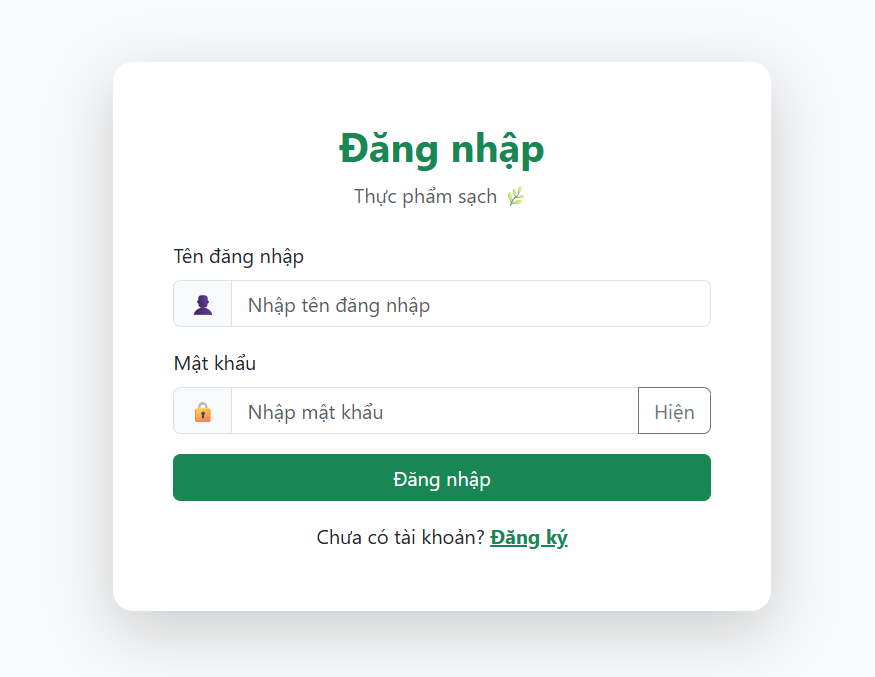 Đăng nhập
Thực phẩm sạch 🌿
Tên đăng nhập
Nhập tên đăng nhập
Mật khẩu
Nhập mật khẩu Hiện
Đăng nhập
Chưa có tài khoản? Đăng ký